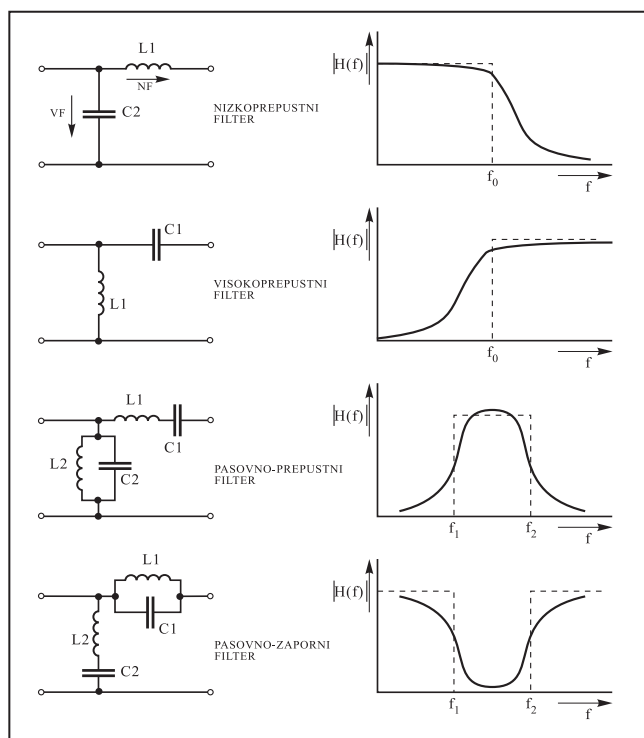 L1
NF
VF
C2
NIZKOPREPUSTNI
FILTER
|H(f)|
f0
f
C1
L1
VISOKOPREPUSTNI
FILTER
|H(f)|
f0
f
L1
C1
L2
C2
PASOVNO-PREPUSTNI
FILTER
|H(f)|
f1
f2
f
L1
C1
L2
C2
PASOVNO-ZAPORNI
FILTER
|H(f)|
f1
f2
f